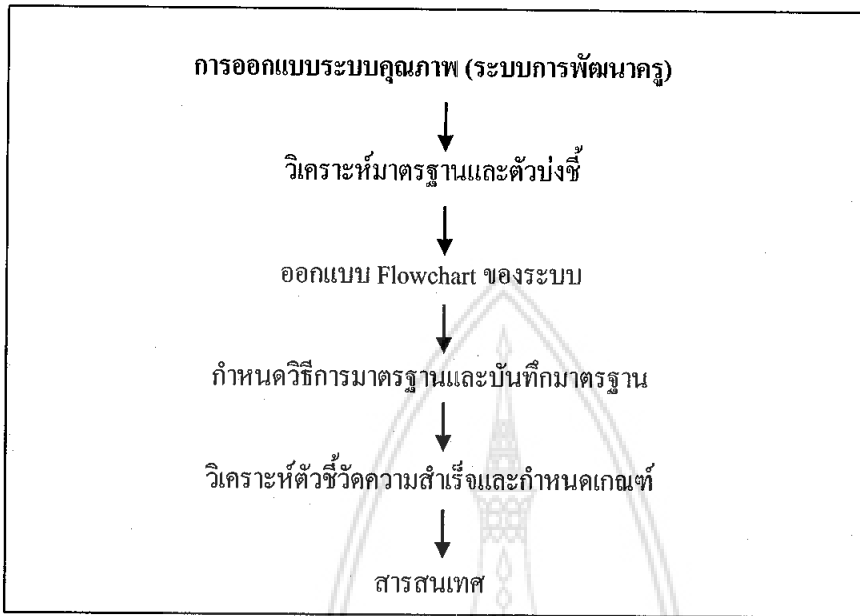 การออกแบบระบบคุณภาพ (ระบบการพัฒนาครู)
วิเคราะห์มาตรฐานและตัวบ่งชี้
ออกแบบ Flowchart ของระบบ
กำหนดวิธีการมาตรฐานและบันทึกมาตรฐาน
วิเคราะห์ตัวชี้วัดความสำเร็จและกำหนดเกณฑ์
สารสนเทศ